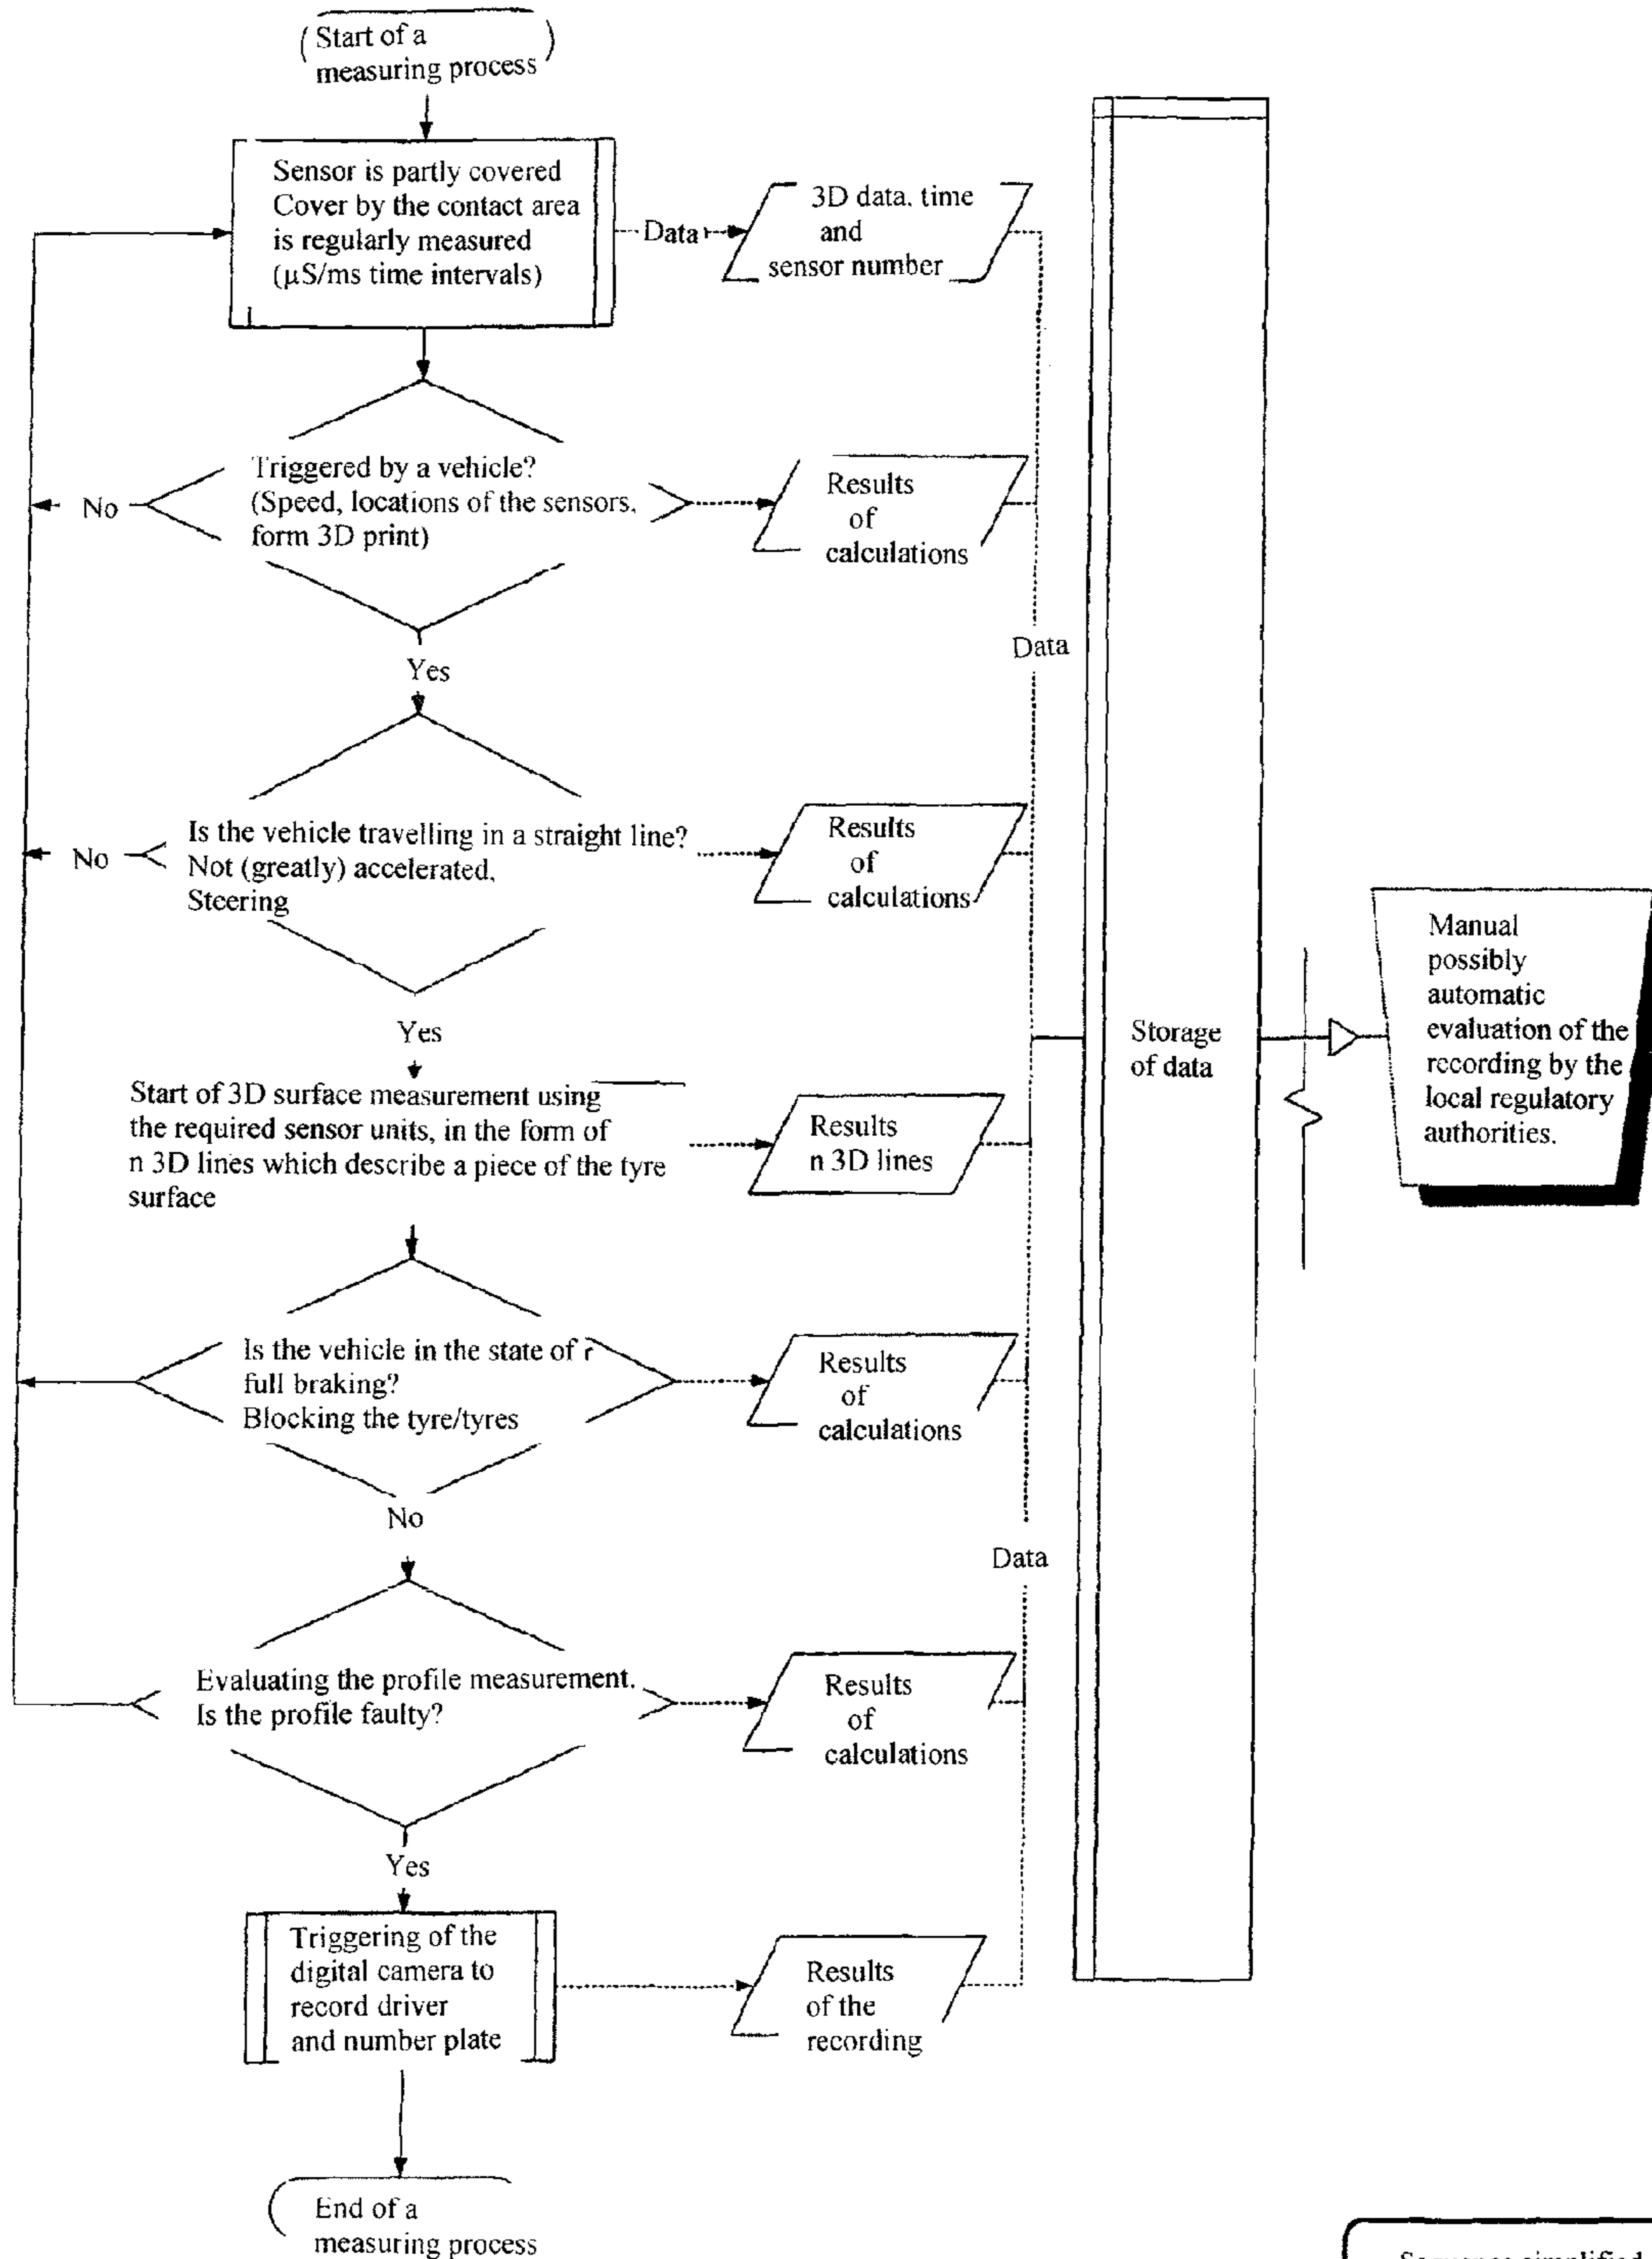 Start of a
measuring process
Sensor is partly covered
Cover by the contact area
is regularly measured
(µS/ms time intervals)
Data
3D data, time
and
sensor number
Triggered by a vehicle?
(Speed, locations of the sensors,
form 3D print)
No
Results
of
calculations
Data
Yes
Is the vehicle travelling in a straight line?
Not (greatly) accelerated,
Steering
No
Results
of
calculations
Yes
Storage
of data
Manual
possibly
automatic
evaluation of the
recording by the
local regulatory
authorities.
Start of 3D surface measurement using
the required sensor units, in the form of
n 3D lines which describe a piece of the tyre
surface
Results
n 3D lines
Is the vehicle in the state of
full braking?
Blocking the tyre/tyres
Results
of
calculations
No
Data
Evaluating the profile measurement.
Is the profile faulty?
Results
of
calculations
Yes
Triggering of the
digital camera to
record driver
and number plate
Results
of the
recording
End of a
measuring process